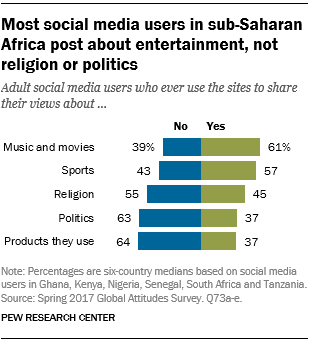 Most social media users in sub-Saharan
Africa post about entertainment, not
religion or politics
Adult social media users who ever use the sites to share
their views about ...
No Yes
Music and movies 39% 61%
Sports 43 57
Religion 55 45
Politics 63 37
Products they use 64 37
Note: Percentages are six-country medians based on social media
users in Ghana, Kenya, Nigeria, Senegal, South Africa and Tanzania.
Source: Spring 2017 Global Attitudes Survey. Q73a-e.
PEW RESEARCH CENTER